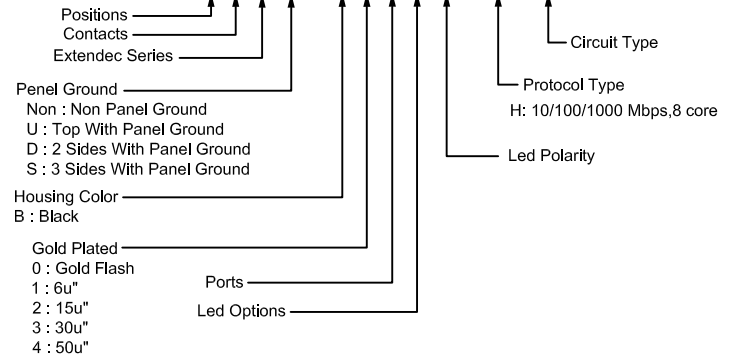 Positions
Contacts
Extendec Series
Circuit Type
Penel Ground
Non : Non Panel Ground
U : Top With Panel Ground
D : 2 Sides With Panel Ground
S : 3 Sides With Panel Ground
Protocol Type
H: 10/100/1000 Mbps,8 core
Led Polarity
Housing Color
B : Black
Gold Plated
0 : Gold Flash
1 : 6u"
2 : 15u"
3 : 30u"
4 : 50u"
Ports
Led Options